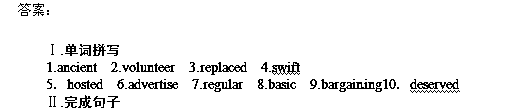 答案：
Ⅰ.单词拼写
1.ancient 2.volunteer 3.replaced 4.swift
5. hosted 6.advertise 7.regular 8.basic 9.bargaining10. deserved
Ⅱ.完成句子